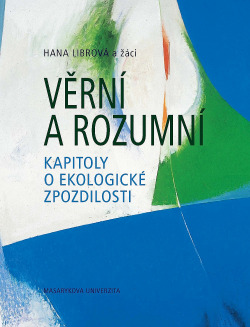 HANA LIBROVÁ a žáci
VĚRNÍ
A ROZUMNÍ
KAPITOLY
O EKOLOGICKÉ
ZPOZDILOSTI
MASARYKOVA UNIVERZITA